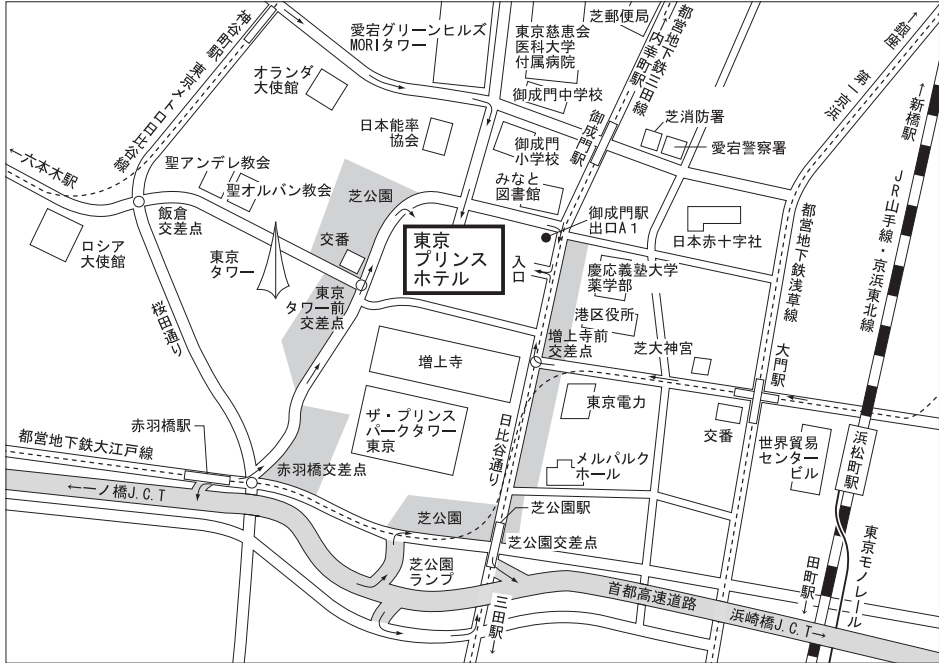 神谷町駅
東京メトロ日比谷線
愛宕グリーンヒルズ
MORIタワー
東京慈恵会
医科大学
付属病院
芝郵便局
都営地下鉄三田線
↑内幸町駅
↑銀座
第一京浜
↑新橋駅
JR山手線・京浜東北線
オランダ
大使館
日本能率
協会
御成門中学校
御成門
小学校
御成門駅
芝消防署
愛宕警察署
みなと
図書館
←六本木駅
聖アンデレ教会
聖オルバン教会
芝公園
飯倉
交差点
ロシア
大使館
東京
タワー
交番
東京
タワー前
交差点
東京
プリンス
ホテル
入口
御成門駅
出口A1
日本赤十字社
慶応義塾大学
薬学部
港区役所
増上寺前
交差点
芝大神宮
都営地下鉄浅草線
大門駅
桜田通り
増上寺
ザ・プリンス
パークタワー
東京
日比谷通り
東京電力
メルパルク
ホール
交番
世界貿易
センター
ビル
浜松町駅
赤羽橋駅
都営地下鉄大江戸線
赤羽橋交差点
←一ノ橋J.C.T
芝公園
芝公園駅
芝公園交差点
芝公園
ランプ
三田駅→
首都高速道路
浜崎橋J.C.T→
田町駅→
東京モノレール